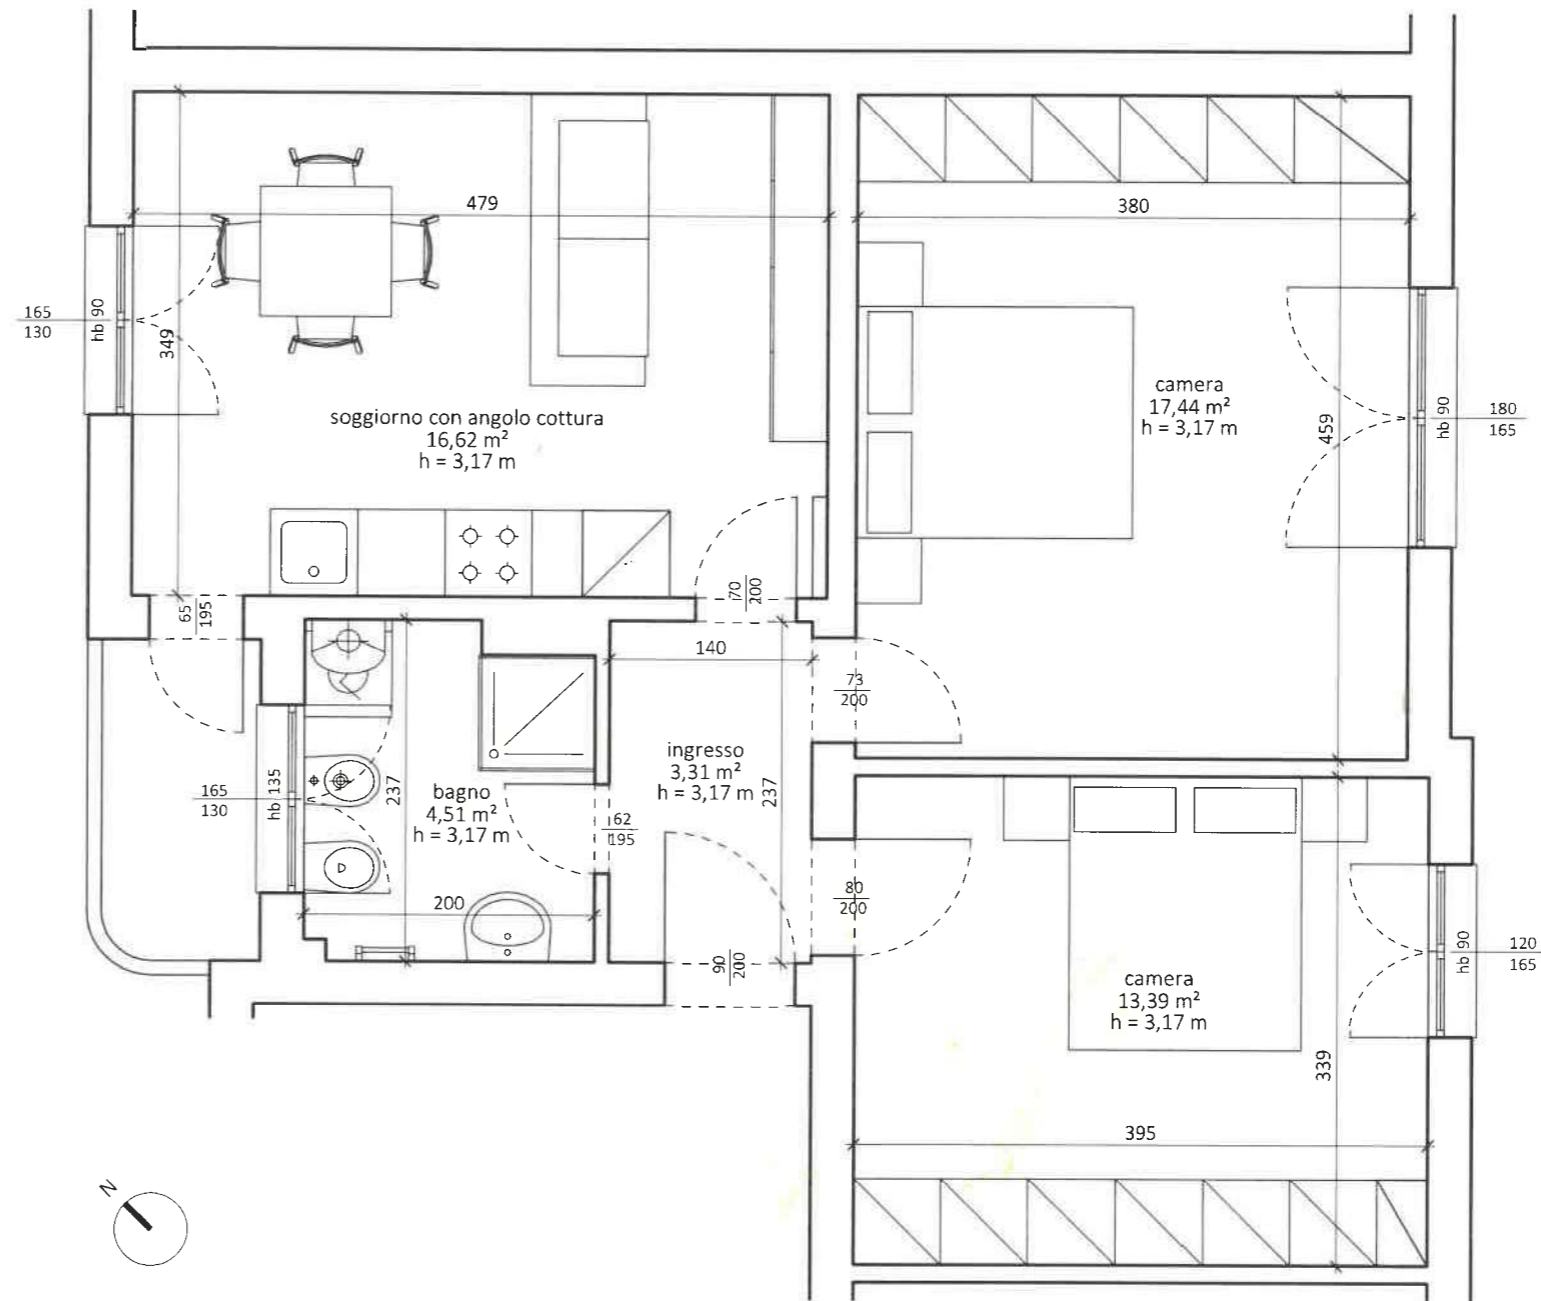 479
380
165
130
hb 90
349
soggiorno con angolo cottura
16,62 m²
h = 3,17 m
camera
17,44 m²
h = 3,17 m
459
hb 90
180
165
65
195
70
200
140
73
200
ingresso
3,31 m²
h = 3,17 m
237
165
130
hb 135
237
bagno
4,51 m²
h = 3,17 m
62
195
200
80
200
90
200
camera
13,39 m²
h = 3,17 m
hb 90
120
165
339
395
N